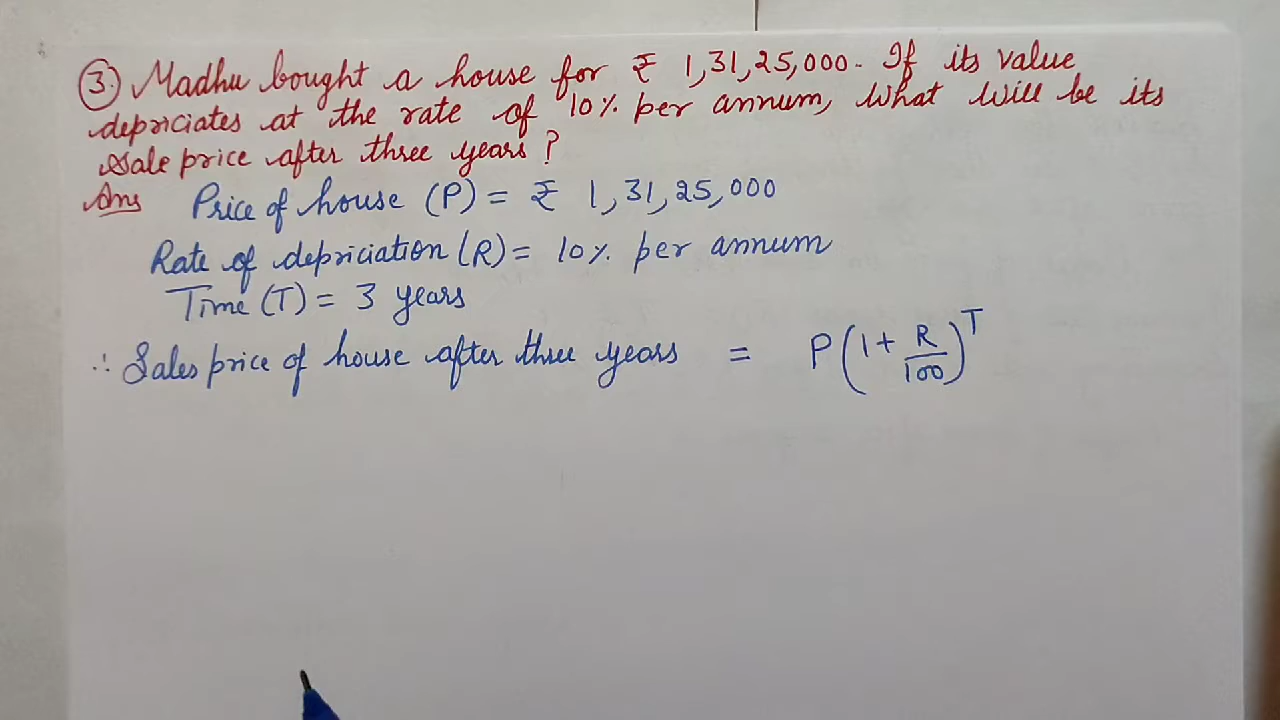 ③ Madhu bought a house for ₹ 1,31,25,000. If its value
depriciates at the rate of 10% per annum, what will be its
Sale price after three years?
Ans Price of house (P) = ₹ 1,31,25,000
Rate of depriciation (R) = 10% per annum
Time (T) = 3 years
∴ Sales price of house after three years = P(1+R/100)^T